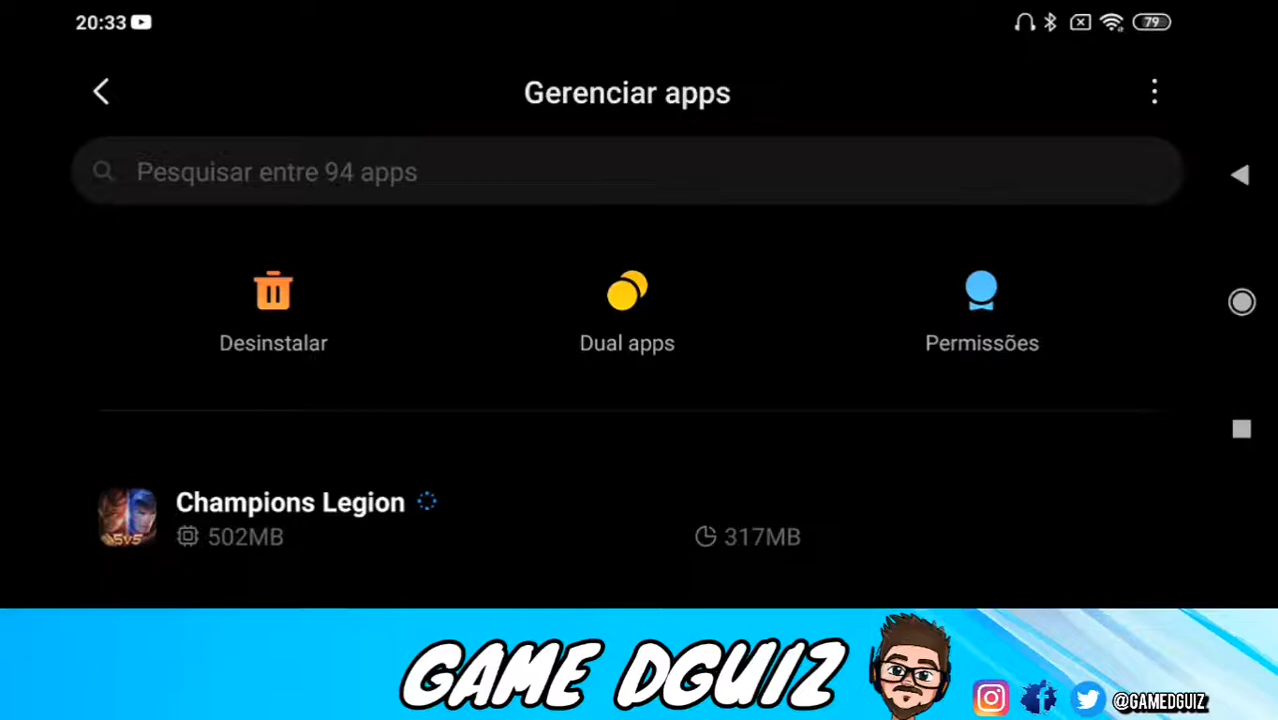 20:33
79
Gerenciar apps
Pesquisar entre 94 apps
Desinstalar
Dual apps
Permissões
Champions Legion
502MB
317MB
5V5
GAME DGUIZ
@GAMEDGUIZ